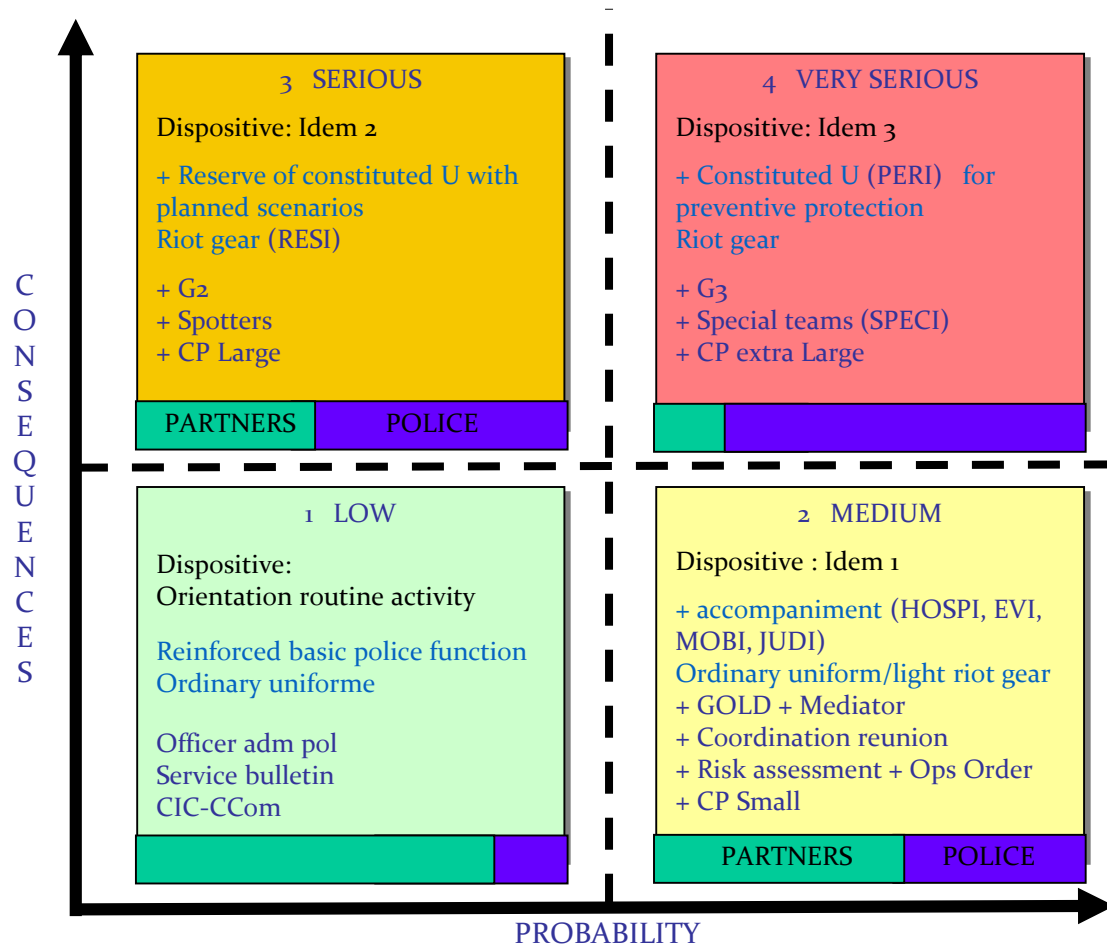 3 SERIOUS
Dispositive: Idem 2
+ Reserve of constituted U with
planned scenarios
Riot gear (RESI)
+ G2
+ Spotters
+ CP Large
PARTNERS
POLICE
4 VERY SERIOUS
Dispositive: Idem 3
+ Constituted U (PERI) for
preventive protection
Riot gear
+ G3
+ Special teams (SPECI)
+ CP extra Large
CONSEQUENCES
1 LOW
Dispositive:
Orientation routine activity
Reinforced basic police function
Ordinary uniforme
Officer adm pol
Service bulletin
CIC-CCom
2 MEDIUM
Dispositive : Idem 1
+ accompaniment (HOSPI, EVI,
MOBI, JUDI)
Ordinary uniform/light riot gear
+ GOLD + Mediator
+ Coordination reunion
+ Risk assessment + Ops Order
+ CP Small
PARTNERS
POLICE
PROBABILITY